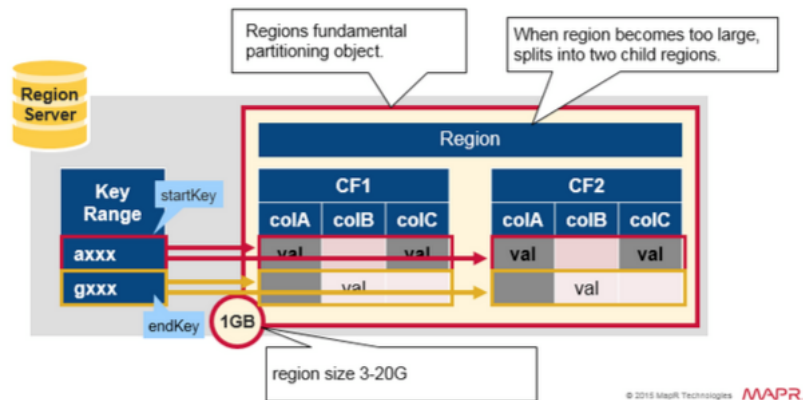 Regions fundamental
partitioning object.
When region becomes too large,
splits into two child regions.
Region
Server
Region
Key
Range
startKey
CF1
CF2
colA colB colC
colA colB colC
axxx
val val
val val
gxxx
val
val
endKey
1GB
region size 3-20G
© 2015 MapR Technologies MAPR